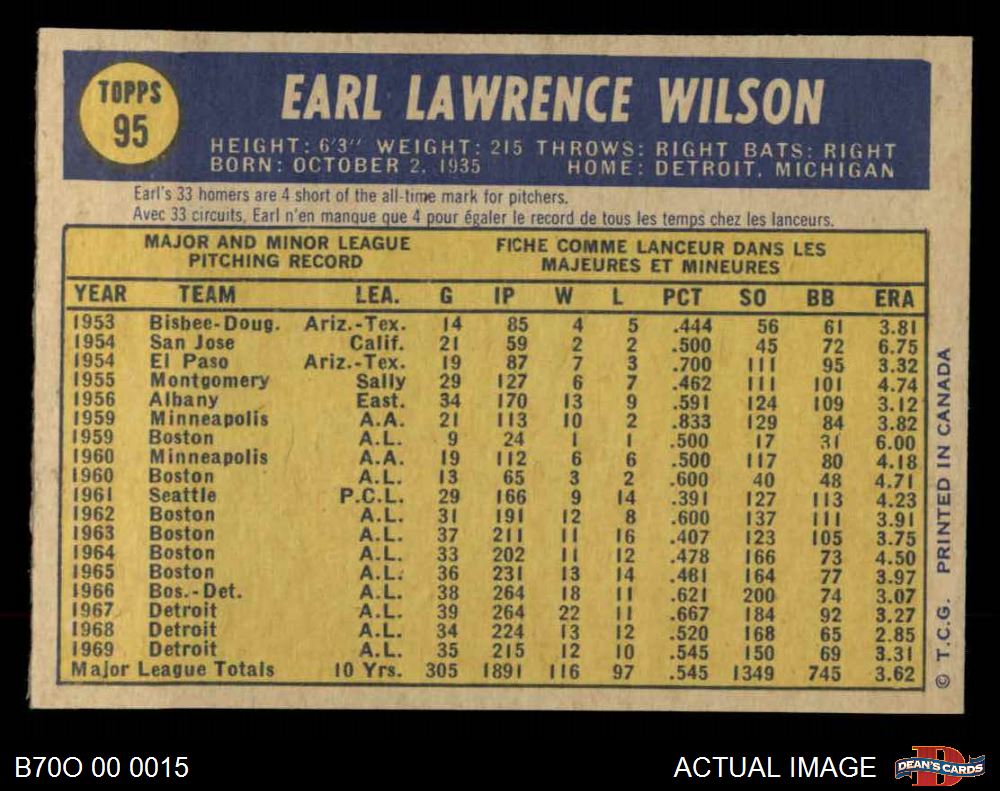 TOPPS
95
EARL LAWRENCE WILSON
HEIGHT: 6'3" WEIGHT: 215 THROWS: RIGHT BATS: RIGHT
BORN: OCTOBER 2, 1935 HOME: DETROIT, MICHIGAN
Earl's 33 homers are 4 short of the all-time mark for pitchers.
Avec 33 circuits, Earl n'en manque que 4 pour égaler le record de tous les temps chez les lanceurs.
MAJOR AND MINOR LEAGUE
PITCHING RECORD
FICHE COMME LANCEUR DANS LES
MAJEURES ET MINEURES
YEAR TEAM LEA. G IP W L PCT SO BB ERA
1953 Bisbee-Doug. Ariz.-Tex. 14 85 4 5 .444 56 61 3.81
1954 San Jose Calif. 21 59 2 2 .500 45 72 6.75
1954 El Paso Ariz.-Tex. 19 87 7 3 .700 111 95 3.32
1955 Montgomery Sally 29 127 6 7 .462 111 101 4.74
1956 Albany East. 34 170 13 9 .591 124 109 3.12
1959 Minneapolis A.A. 21 113 10 2 .833 129 84 3.82
1959 Boston A.L. 9 24 1 1 .500 17 31 6.00
1960 Minneapolis A.A. 19 112 6 6 .500 117 80 4.18
1960 Boston A.L. 13 65 3 2 .600 40 48 4.71
1961 Seattle P.C.L. 29 166 9 14 .391 127 113 4.23
1962 Boston A.L. 31 191 12 8 .600 137 111 3.91
1963 Boston A.L. 37 211 11 16 .407 123 105 3.75
1964 Boston A.L. 33 202 11 12 .478 166 73 4.50
1965 Boston A.L. 36 231 13 14 .481 164 77 3.97
1966 Bos.-Det. A.L. 38 264 18 11 .621 200 74 3.07
1967 Detroit A.L. 39 264 22 11 .667 184 92 3.27
1968 Detroit A.L. 34 224 13 12 .520 168 65 2.85
1969 Detroit A.L. 35 215 12 10 .545 150 69 3.31
Major League Totals 10 Yrs. 305 1891 116 97 .545 1349 745 3.62
© T.C.G. PRINTED IN CANADA
B70O 00 0015
ACTUAL IMAGE
DEAN'S CARDS